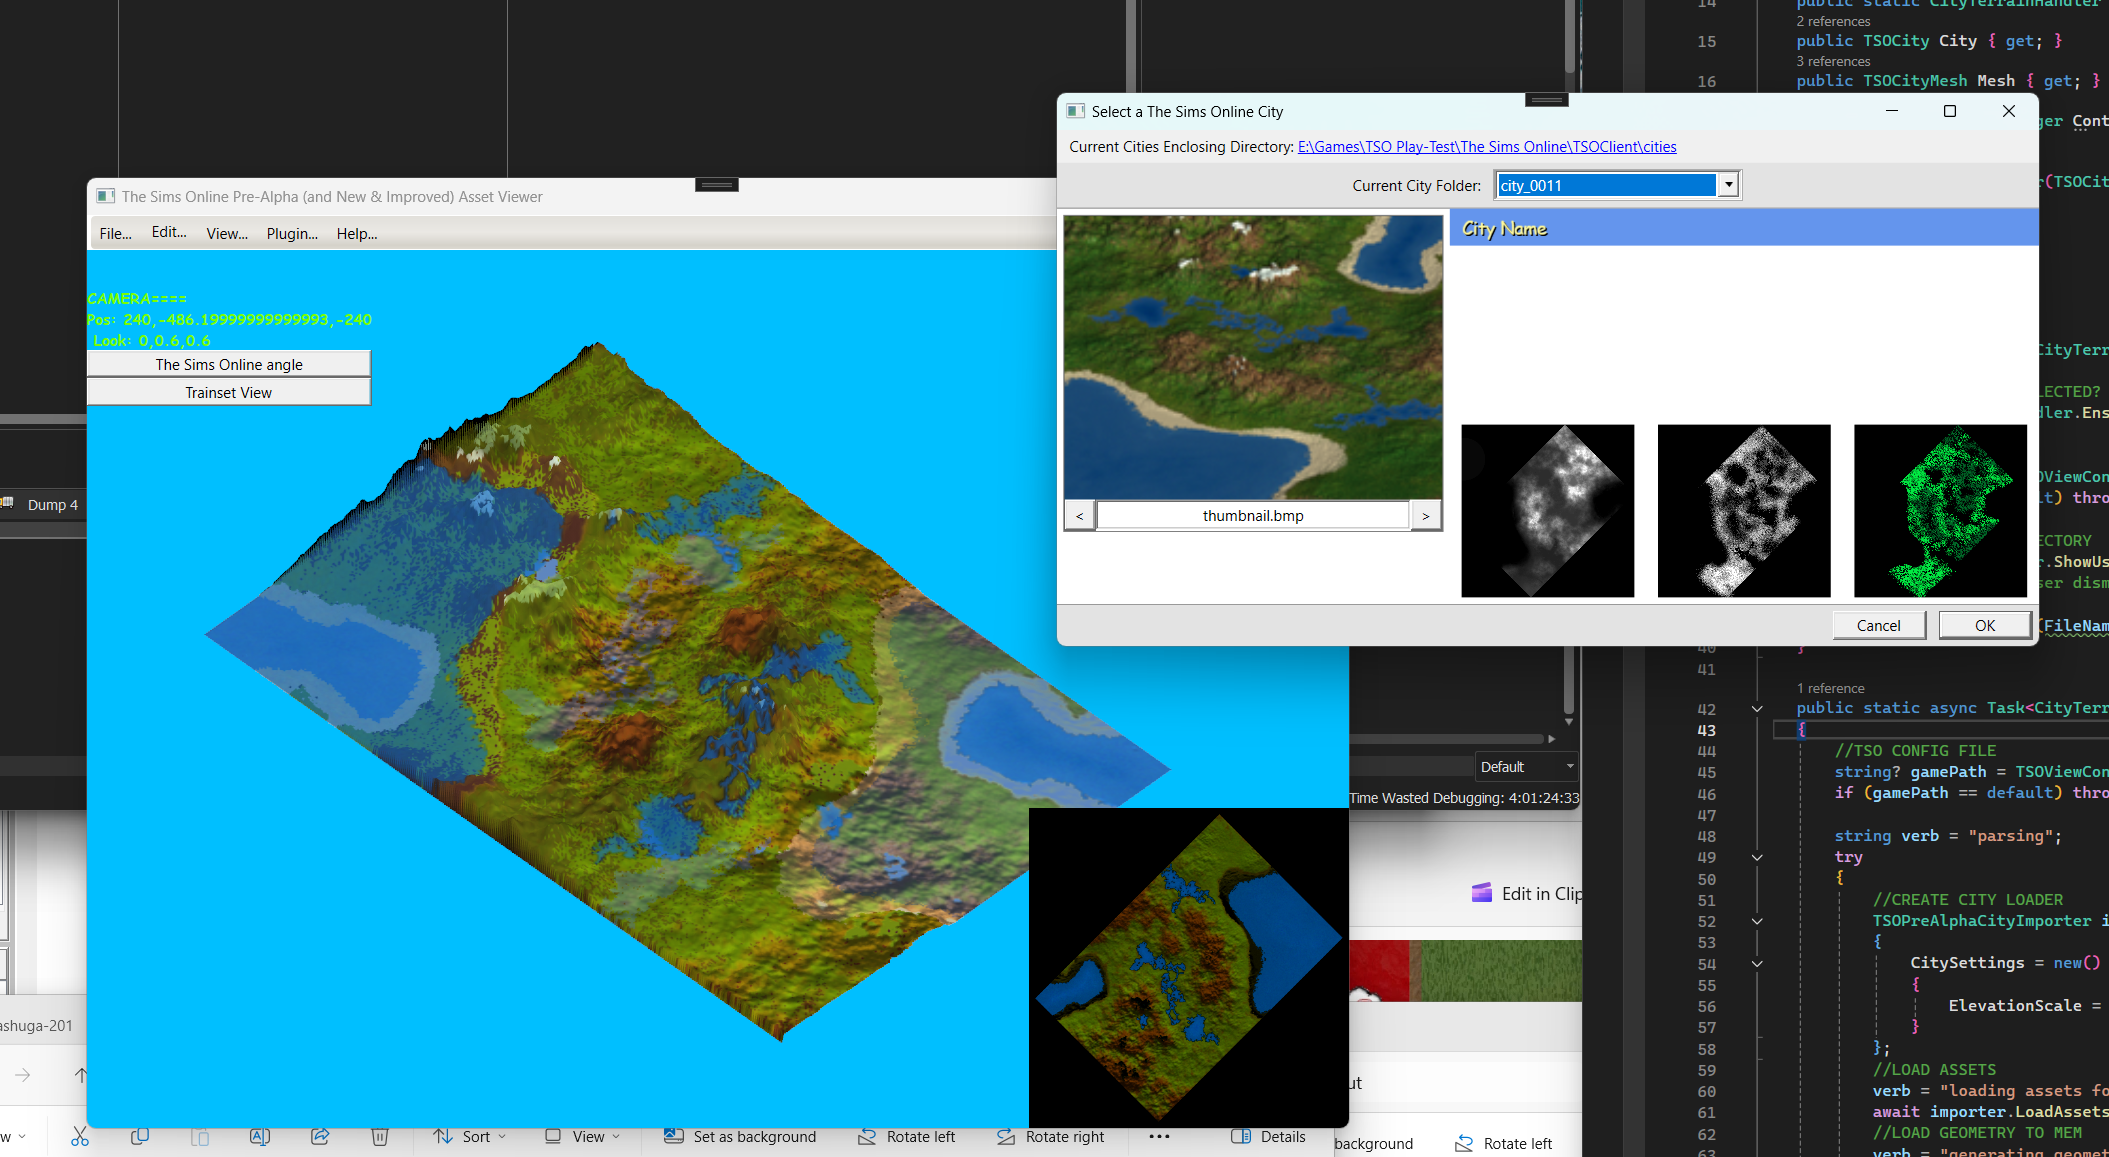 14
public static CityTerrainHandler
2 references
15
public TSOCity City { get; }
3 references
16
public TSOCityMesh Mesh { get; }
Select a The Sims Online City
Current Cities Enclosing Directory: E:\Games\TSO Play-Test\The Sims Online\TSOClient\cities
Current City Folder: city_0011
City Name
< thumbnail.bmp >
Cancel OK
The Sims Online Pre-Alpha (and New & Improved) Asset Viewer
File... Edit... View... Plugin... Help...
CAMERA====
Pos: 240,-486.19999999999993,-240
Look: 0,0.6,0.6
The Sims Online angle
Trainset View
Dump 4
ger Cont
r(TSOCit
CityTerr
LECTED?
dler.Ens
OViewCon
lt) thro
ECTORY
r.ShowUs
ser dism
(FileNam
40 }
41
1 reference
42 public static async Task<CityTerr
43 {
44 //TSO CONFIG FILE
45 string? gamePath = TSOViewCon
46 if (gamePath == default) thro
47
48 string verb = "parsing";
49 try
50 {
51 //CREATE CITY LOADER
52 TSOPreAlphaCityImporter i
53 {
54 CitySettings = new()
55 {
56 ElevationScale =
57 }
58 };
59 //LOAD ASSETS
60 verb = "loading assets fo
61 await importer.LoadAssets
62 //LOAD GEOMETRY TO MEM
63 verb = "generating geomet
Default
Time Wasted Debugging: 4:01:24:33
Edit in Clip
ut
ashuga-201
w
Sort View Set as background Rotate left Rotate right ... Details
background Rotate left